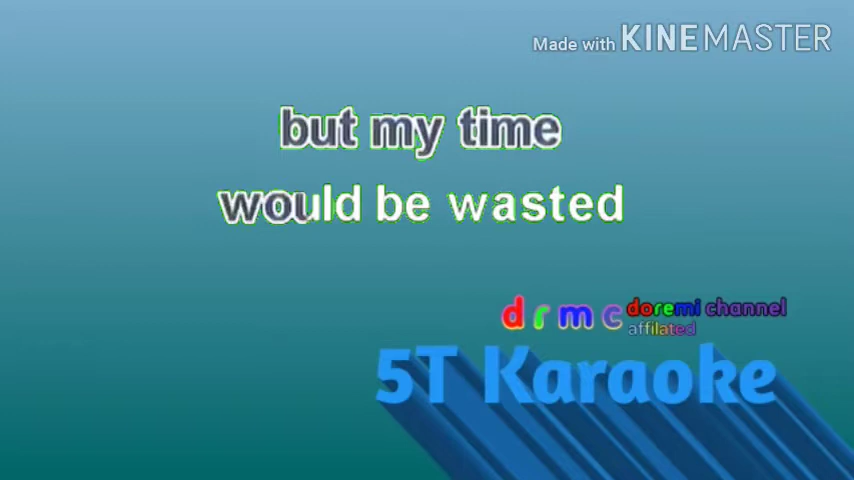 Made with KINEMASTER
but my time
would be wasted
d r m c doremi channel
affilated
5T Karaoke